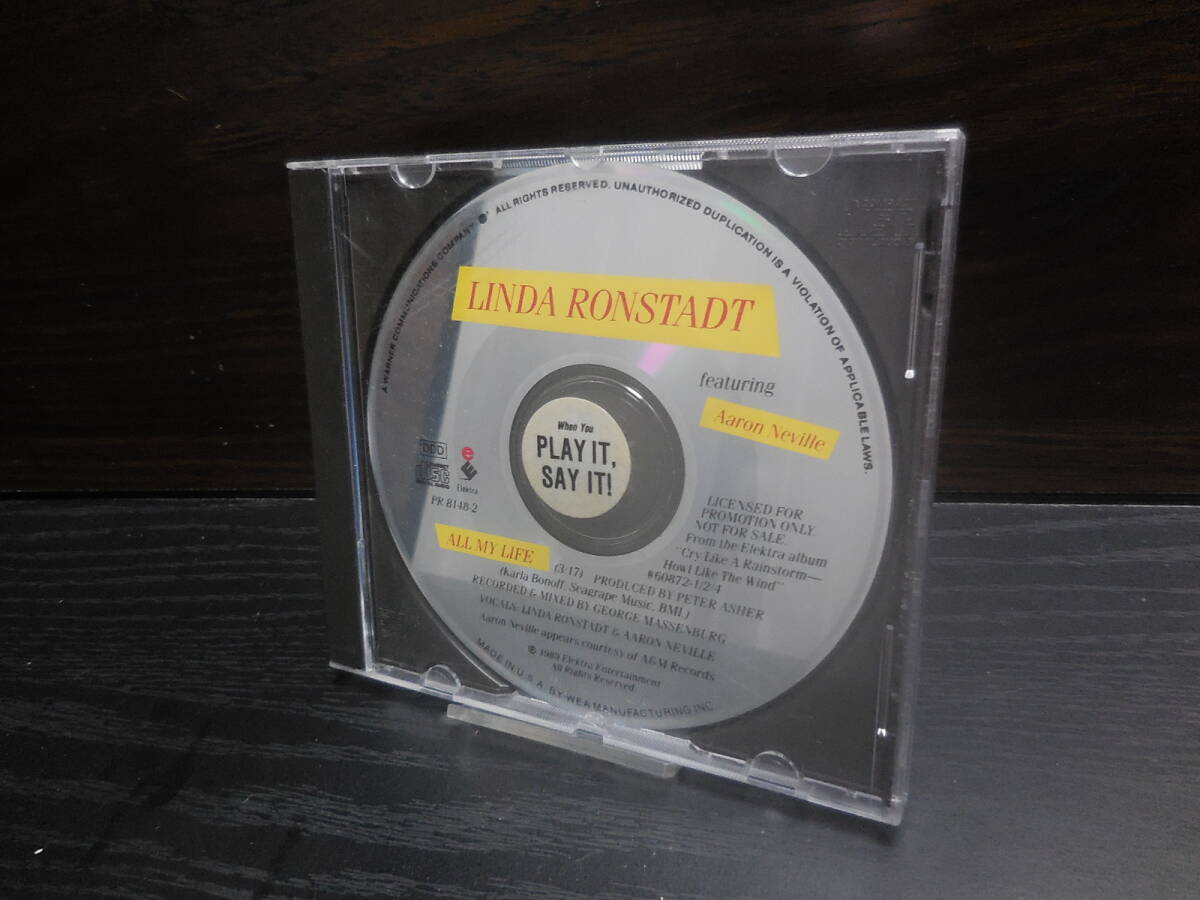 A WARNER COMMUNICATIONS COMPANY ALL RIGHTS RESERVED. UNAUTHORIZED DUPLICATION IS A VIOLATION OF APPLICABLE LAWS.
LINDA RONSTADT
featuring
Aaron Neville
When You
PLAY IT,
SAY IT!
DDD
e
Elektra
PR 8148-2
LICENSED FOR
PROMOTION ONLY.
NOT FOR SALE.
From the Elektra album
"Cry Like A Rainstorm—
Howl Like The Wind"
#60872-1/2/4
ALL MY LIFE (3:17) PRODUCED BY PETER ASHER
(Karla Bonoff, Seagrape Music, BMI.)
RECORDED & MIXED BY GEORGE MASSENBURG
VOCALS: LINDA RONSTADT & AARON NEVILLE
Aaron Neville appears courtesy of A&M Records
℗ 1989 Elektra Entertainment
All Rights Reserved.
MADE IN U.S.A. BY WEA MANUFACTURING INC.